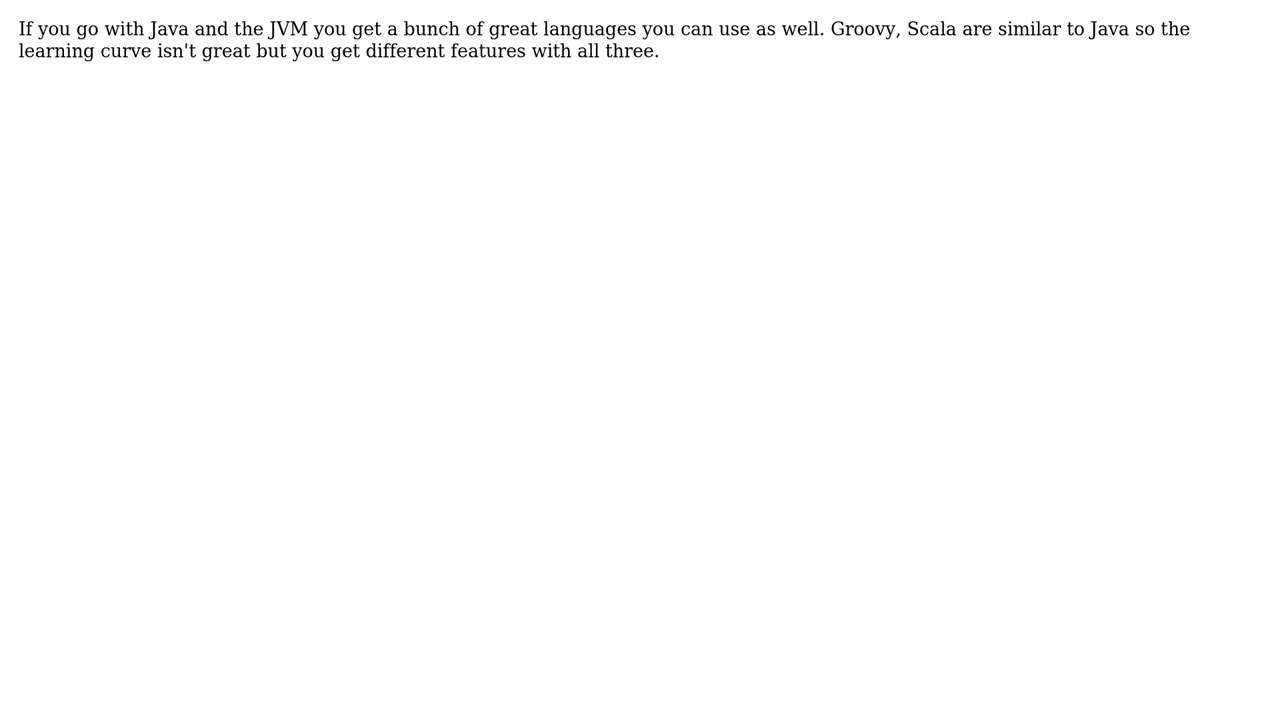 If you go with Java and the JVM you get a bunch of great languages you can use as well. Groovy, Scala are similar to Java so the
learning curve isn't great but you get different features with all three.